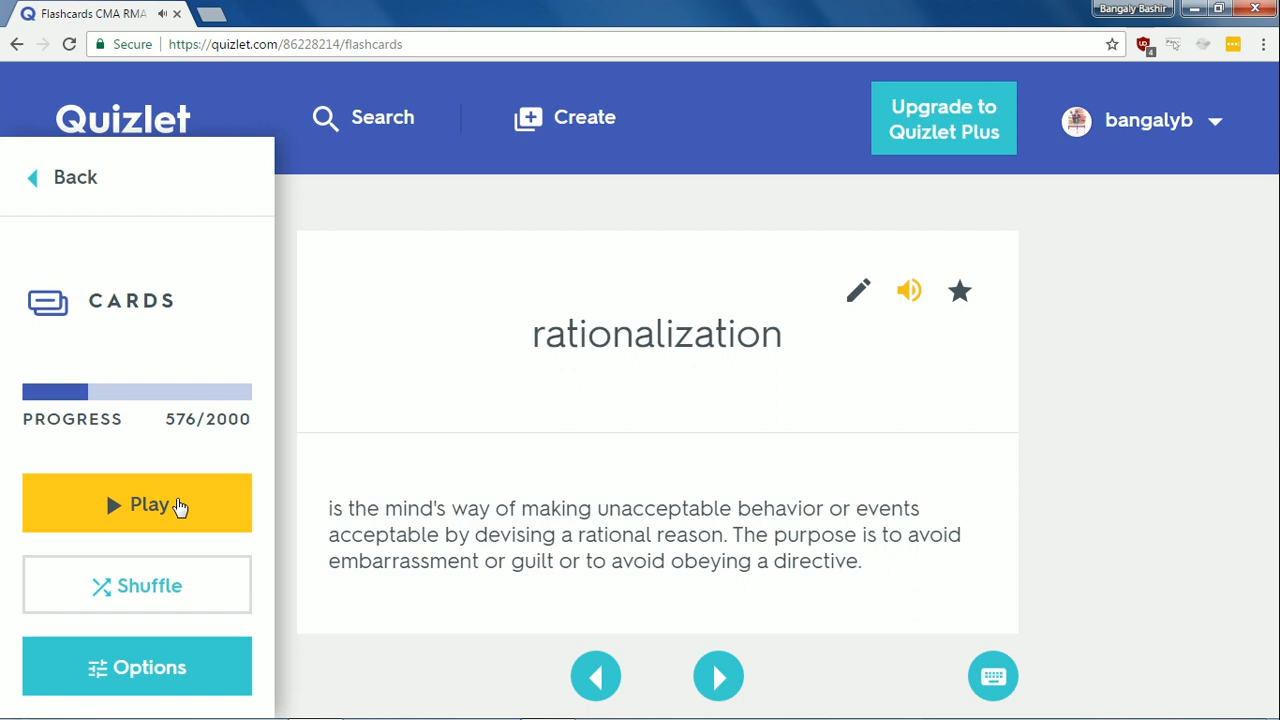 Flashcards CMA RMA
Bangaly Bashir
Secure
https://quizlet.com/86228214/flashcards
4
Quizlet
Search
Create
Upgrade to
Quizlet Plus
bangalyb
Back
CARDS
PROGRESS 576/2000
Play
Shuffle
Options
rationalization
is the mind's way of making unacceptable behavior or events
acceptable by devising a rational reason. The purpose is to avoid
embarrassment or guilt or to avoid obeying a directive.